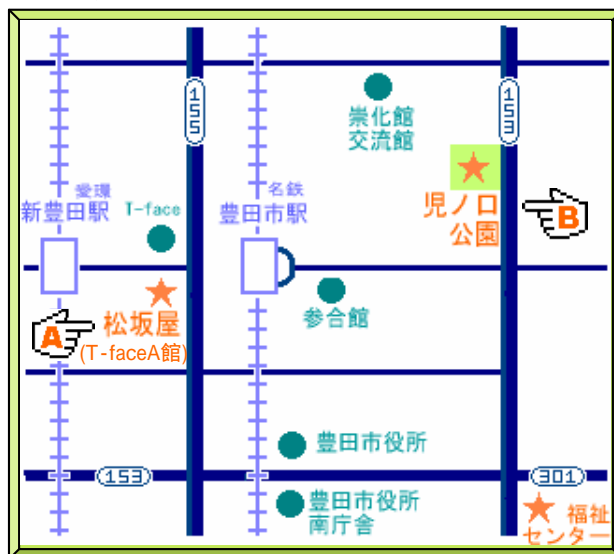 155
153
崇化館
交流館
愛環
新豊田駅
T-face
名鉄
豊田市駅
児ノ口
公園
B
参合館
A
松坂屋
(T-faceA館)
豊田市役所
153
301
豊田市役所
南庁舎
福祉
センター